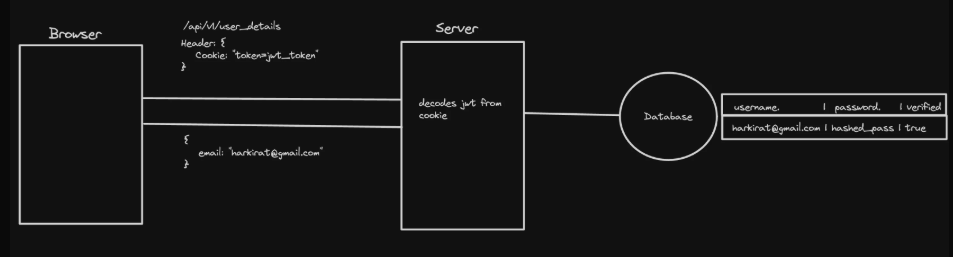 Browser
/api/v1/user_details
Header: {
Cookie: "token=jwt_token"
}
{
email: "harkirat@gmail.com"
}
Server
decodes jwt from
cookie
Database
username. | password. | verified
harkirat@gmail.com | hashed_pass | true